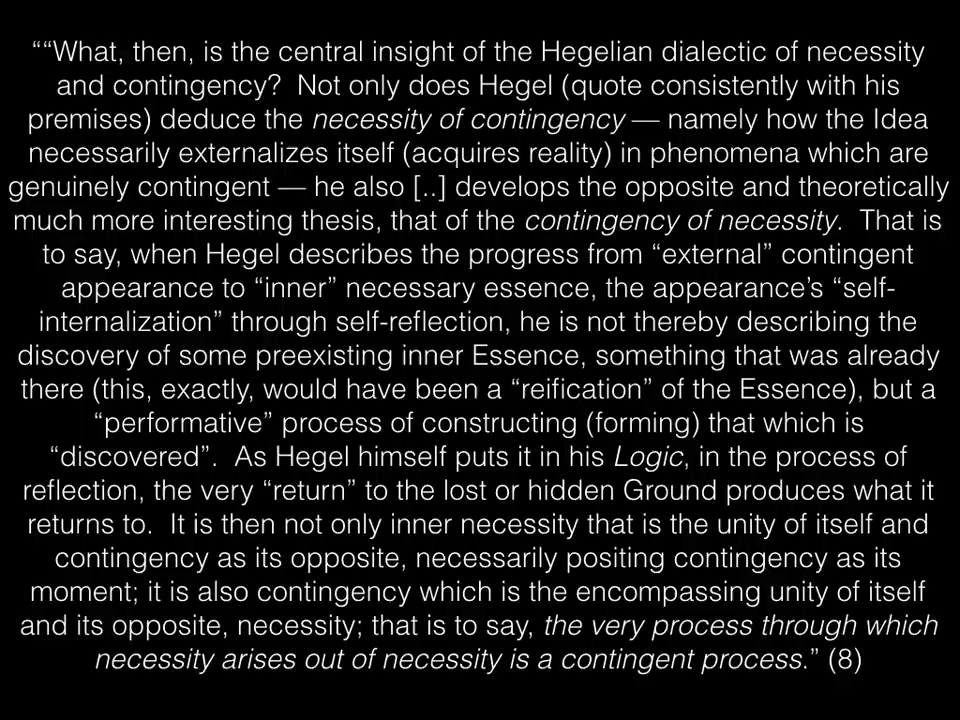 ““What, then, is the central insight of the Hegelian dialectic of necessity
and contingency?  Not only does Hegel (quote consistently with his
premises) deduce the necessity of contingency — namely how the Idea
necessarily externalizes itself (acquires reality) in phenomena which are
genuinely contingent — he also [..] develops the opposite and theoretically
much more interesting thesis, that of the contingency of necessity.  That is
to say, when Hegel describes the progress from “external” contingent
appearance to “inner” necessary essence, the appearance’s “self-
internalization” through self-reflection, he is not thereby describing the
discovery of some preexisting inner Essence, something that was already
there (this, exactly, would have been a “reification” of the Essence), but a
“performative” process of constructing (forming) that which is
“discovered”.  As Hegel himself puts it in his Logic, in the process of
reflection, the very “return” to the lost or hidden Ground produces what it
returns to.  It is then not only inner necessity that is the unity of itself and
contingency as its opposite, necessarily positing contingency as its
moment; it is also contingency which is the encompassing unity of itself
and its opposite, necessity; that is to say, the very process through which
necessity arises out of necessity is a contingent process.” (8)